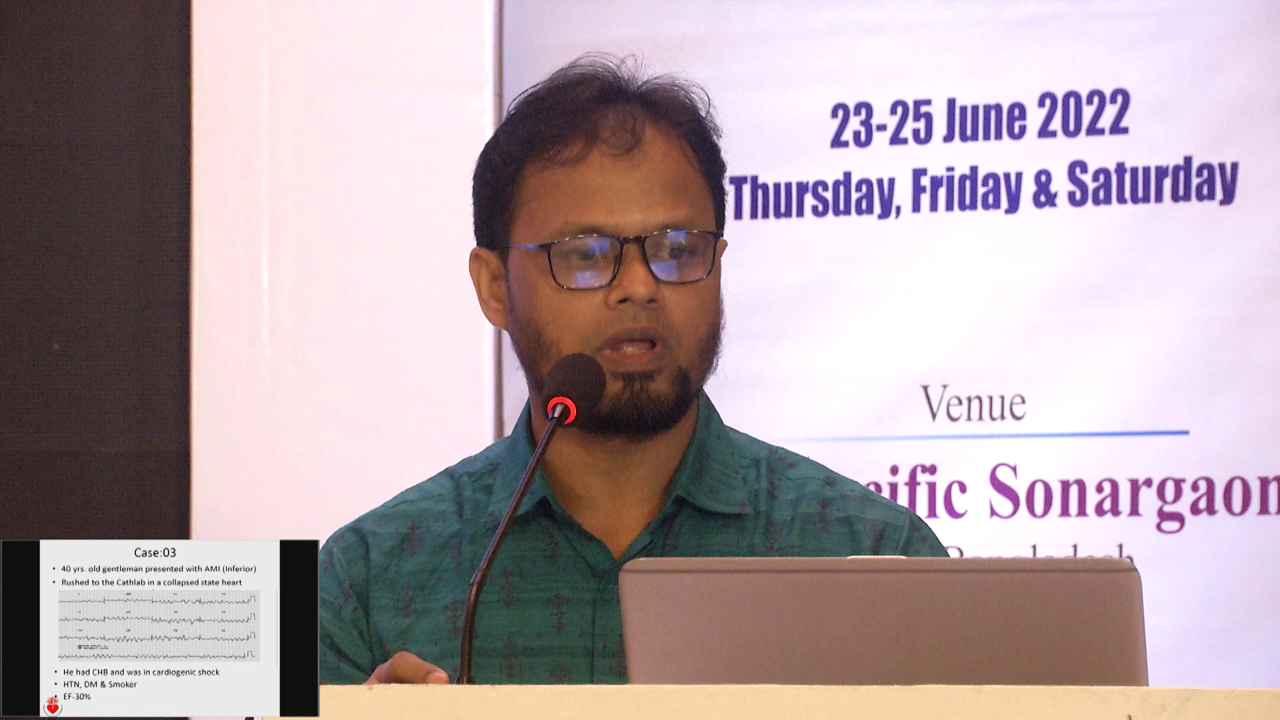 23-25 June 2022
Thursday, Friday & Saturday
Venue
cific Sonargaon
Bangladesh
Case:03
• 40 yrs. old gentleman presented with AMI (Inferior)
• Rushed to the Cathlab in a collapsed state heart
• He had CHB and was in cardiogenic shock
• HTN, DM & Smoker
• EF-30%